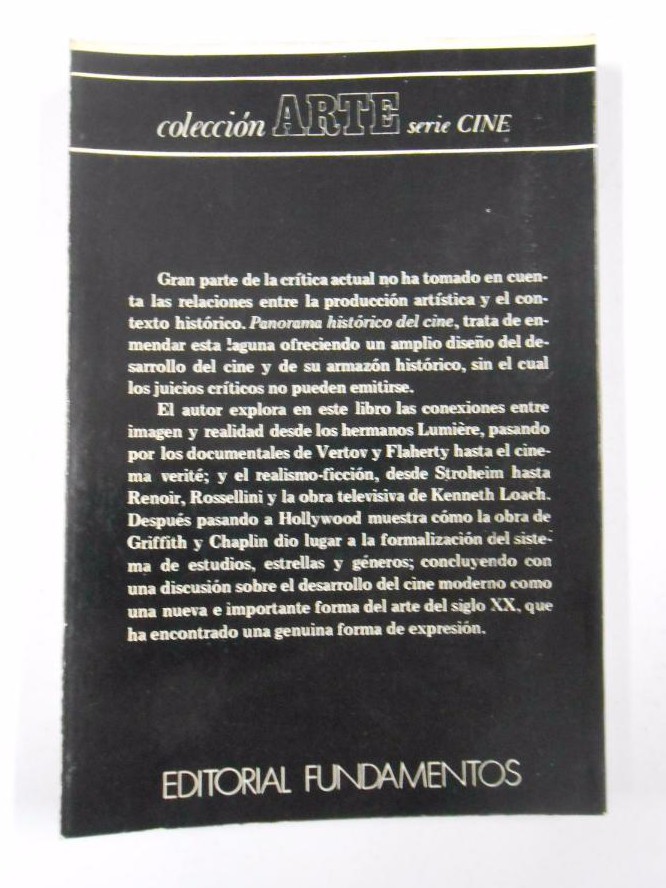 colección ARTE serie CINE
Gran parte de la crítica actual no ha tomado en cuen-
ta las relaciones entre la producción artística y el con-
texto histórico. Panorama histórico del cine, trata de en-
mendar esta laguna ofreciendo un amplio diseño del de-
sarrollo del cine y de su armazón histórico, sin el cual
los juicios críticos no pueden emitirse.
El autor explora en este libro las conexiones entre
imagen y realidad desde los hermanos Lumière, pasando
por los documentales de Vertov y Flaherty hasta el cine-
ma verité; y el realismo-ficción, desde Stroheim hasta
Renoir, Rossellini y la obra televisiva de Kenneth Loach.
Después pasando a Hollywood muestra cómo la obra de
Griffith y Chaplin dio lugar a la formalización del siste-
ma de estudios, estrellas y géneros; concluyendo con
una discusión sobre el desarrollo del cine moderno como
una nueva e importante forma del arte del siglo XX, que
ha encontrado una genuina forma de expresión.
EDITORIAL FUNDAMENTOS